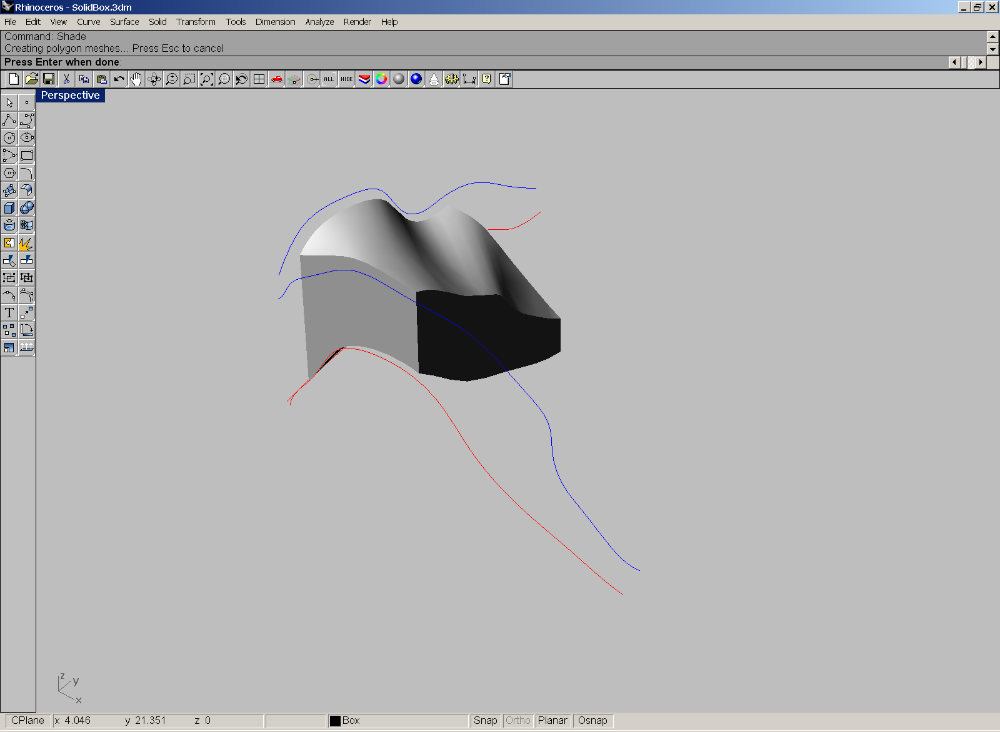 Rhinoceros - SolidBox.3dm
File Edit View Curve Surface Solid Transform Tools Dimension Analyze Render Help
Command: Shade
Creating polygon meshes... Press Esc to cancel
Press Enter when done:
ALL HIDE
Perspective
T
z
y
x
CPlane x 4.046 y 21.351 z 0 Box Snap Ortho Planar Osnap